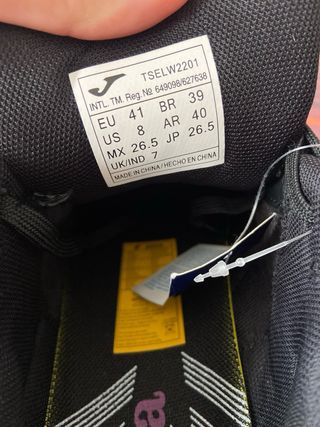 TSELW2201
INTL. TM. Reg. № 649098/627638
EU 41 BR 39
US 8 AR 40
MX 26.5 JP 26.5
UK/IND 7
MADE IN CHINA / HECHO EN CHINA
a